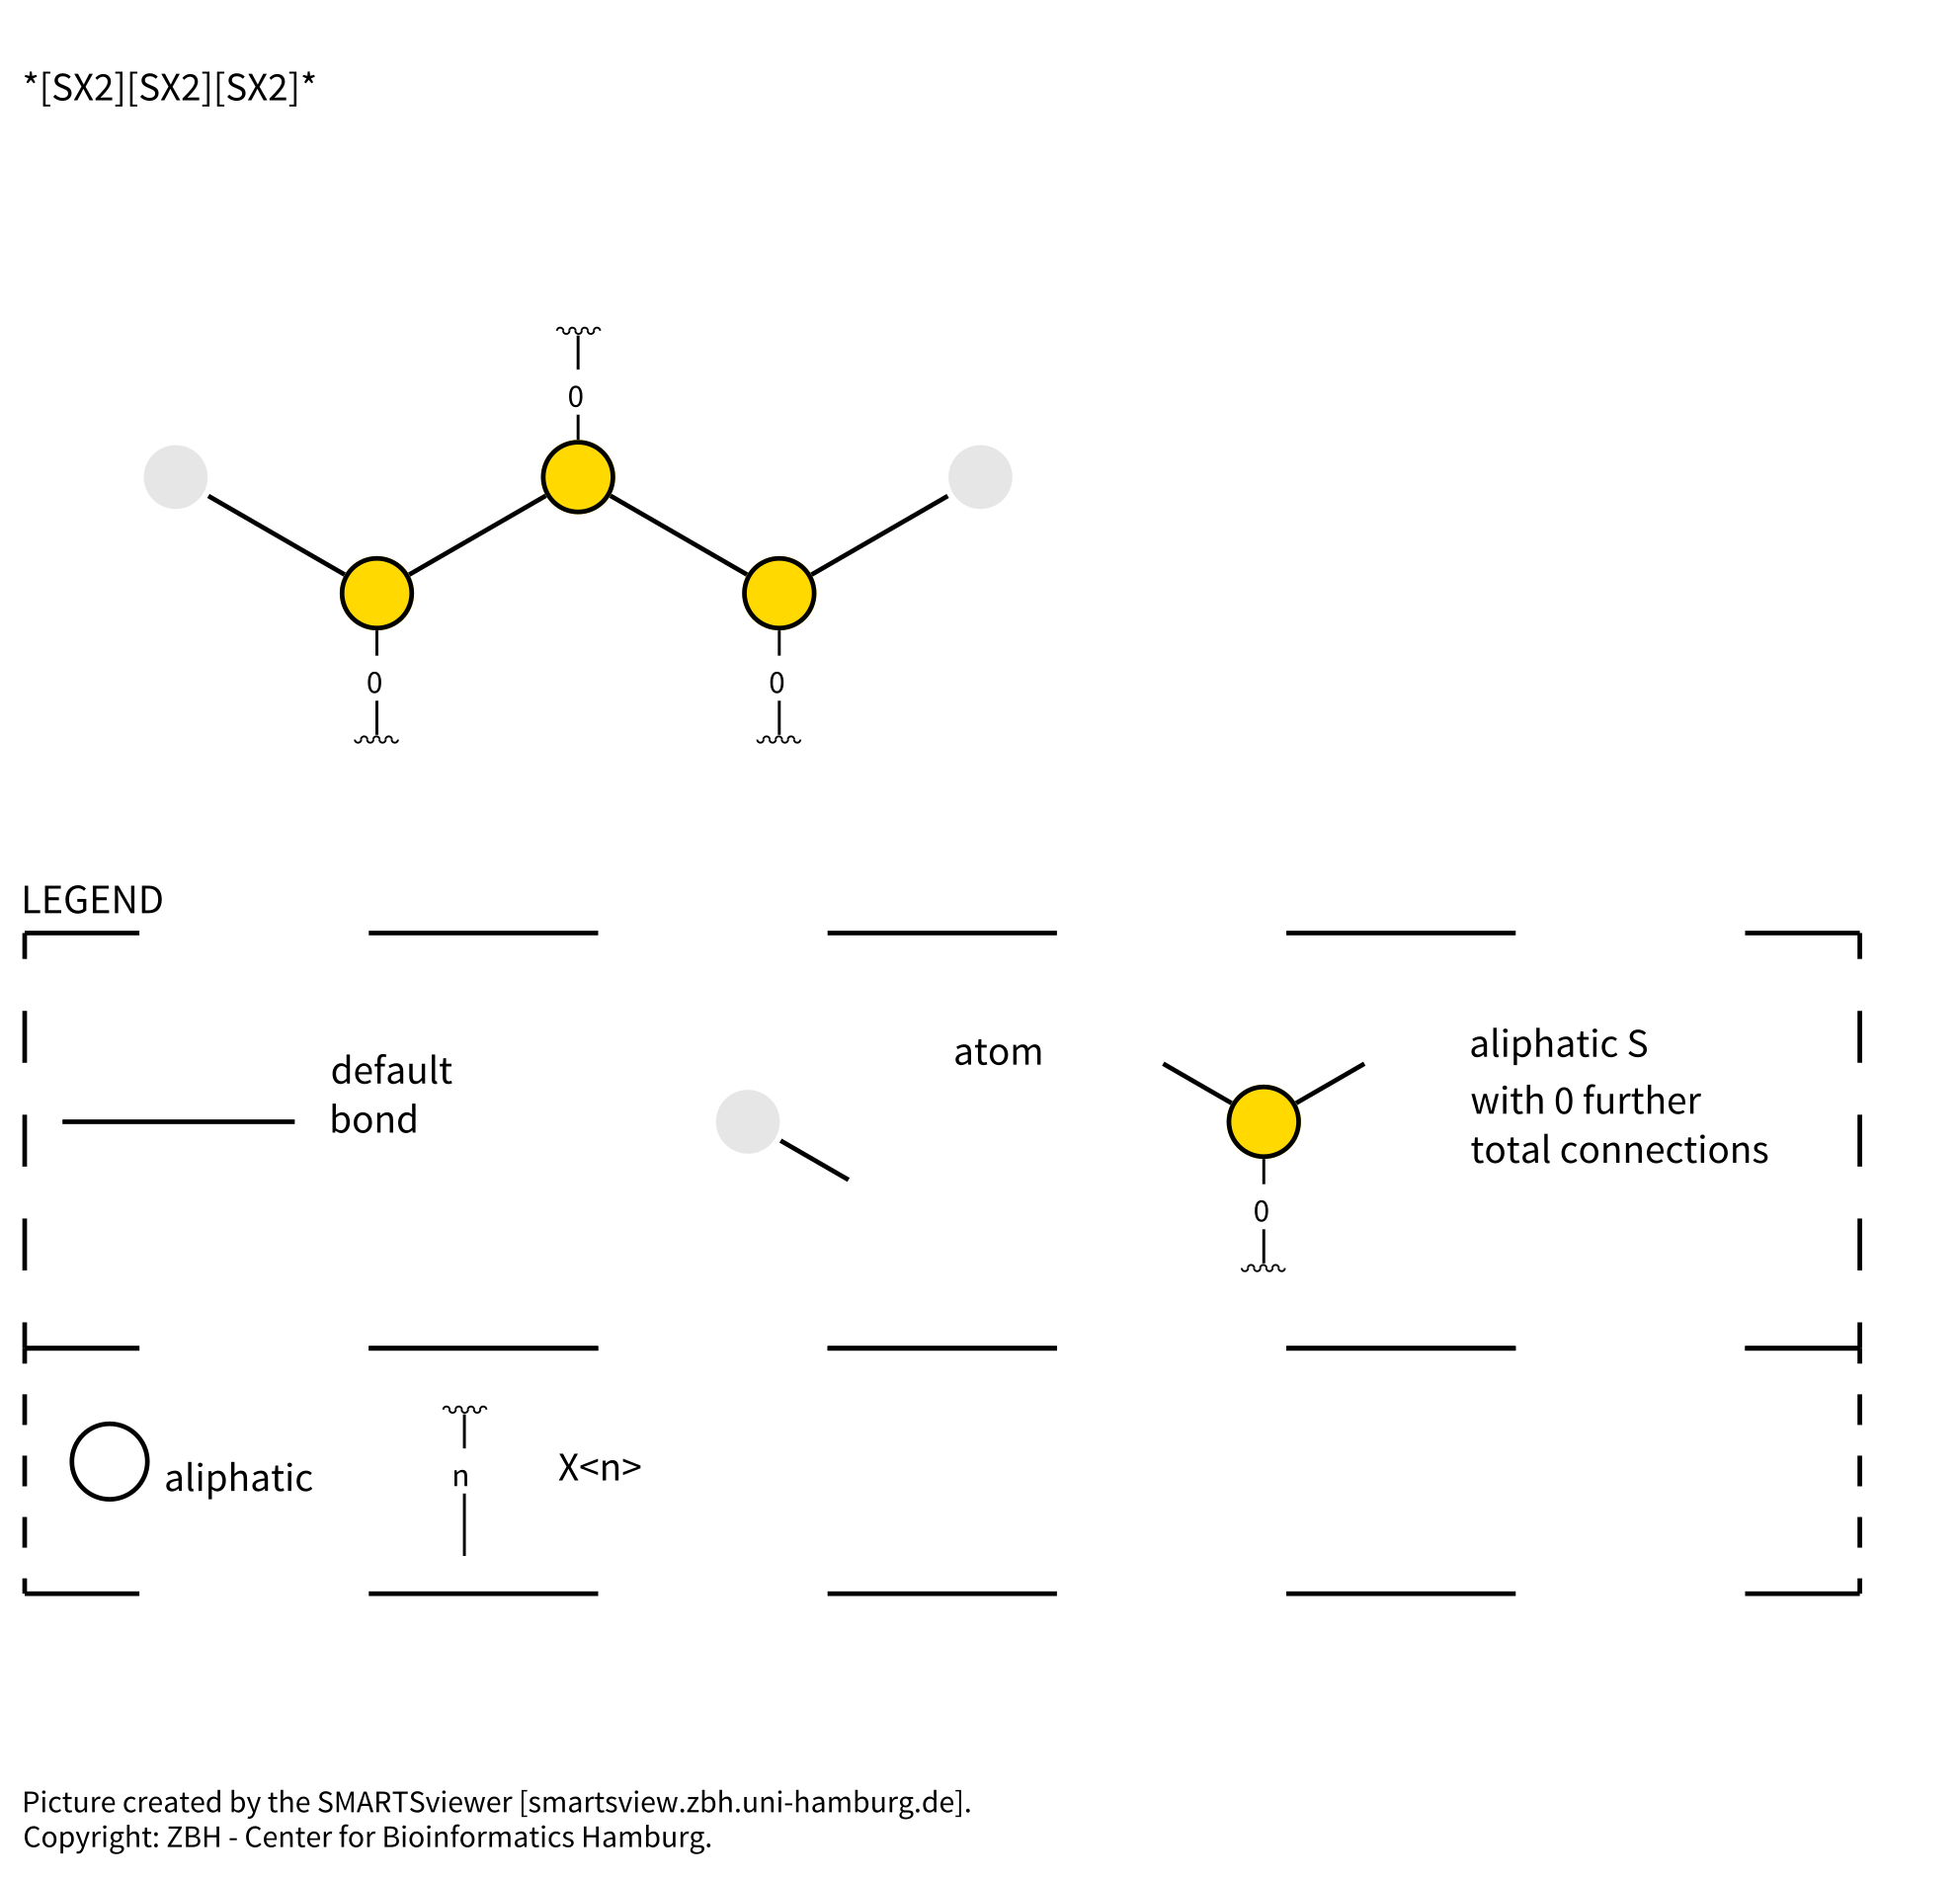 *[SX2][SX2][SX2]*
0
0
0
LEGEND
default
bond
atom
aliphatic S
with 0 further
total connections
0
aliphatic
n
X<n>
Picture created by the SMARTSviewer [smartsview.zbh.uni-hamburg.de].
Copyright: ZBH - Center for Bioinformatics Hamburg.